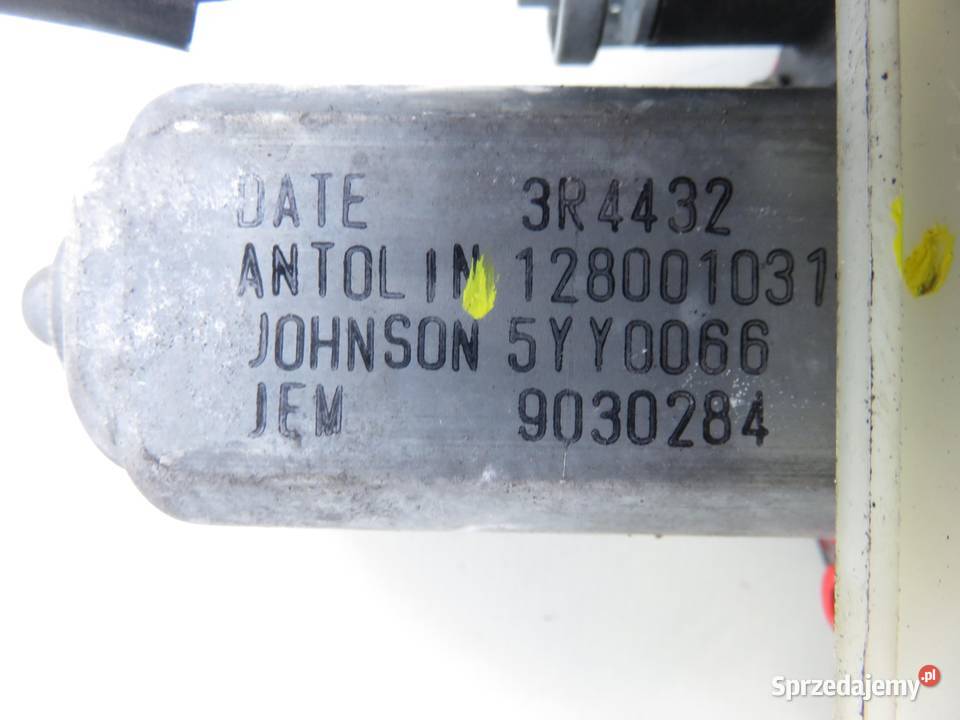 DATE 3R4432
ANTOLIN 128001031
JOHNSON 5YY0066
JEM 9030284
Sprzedajemy.pl